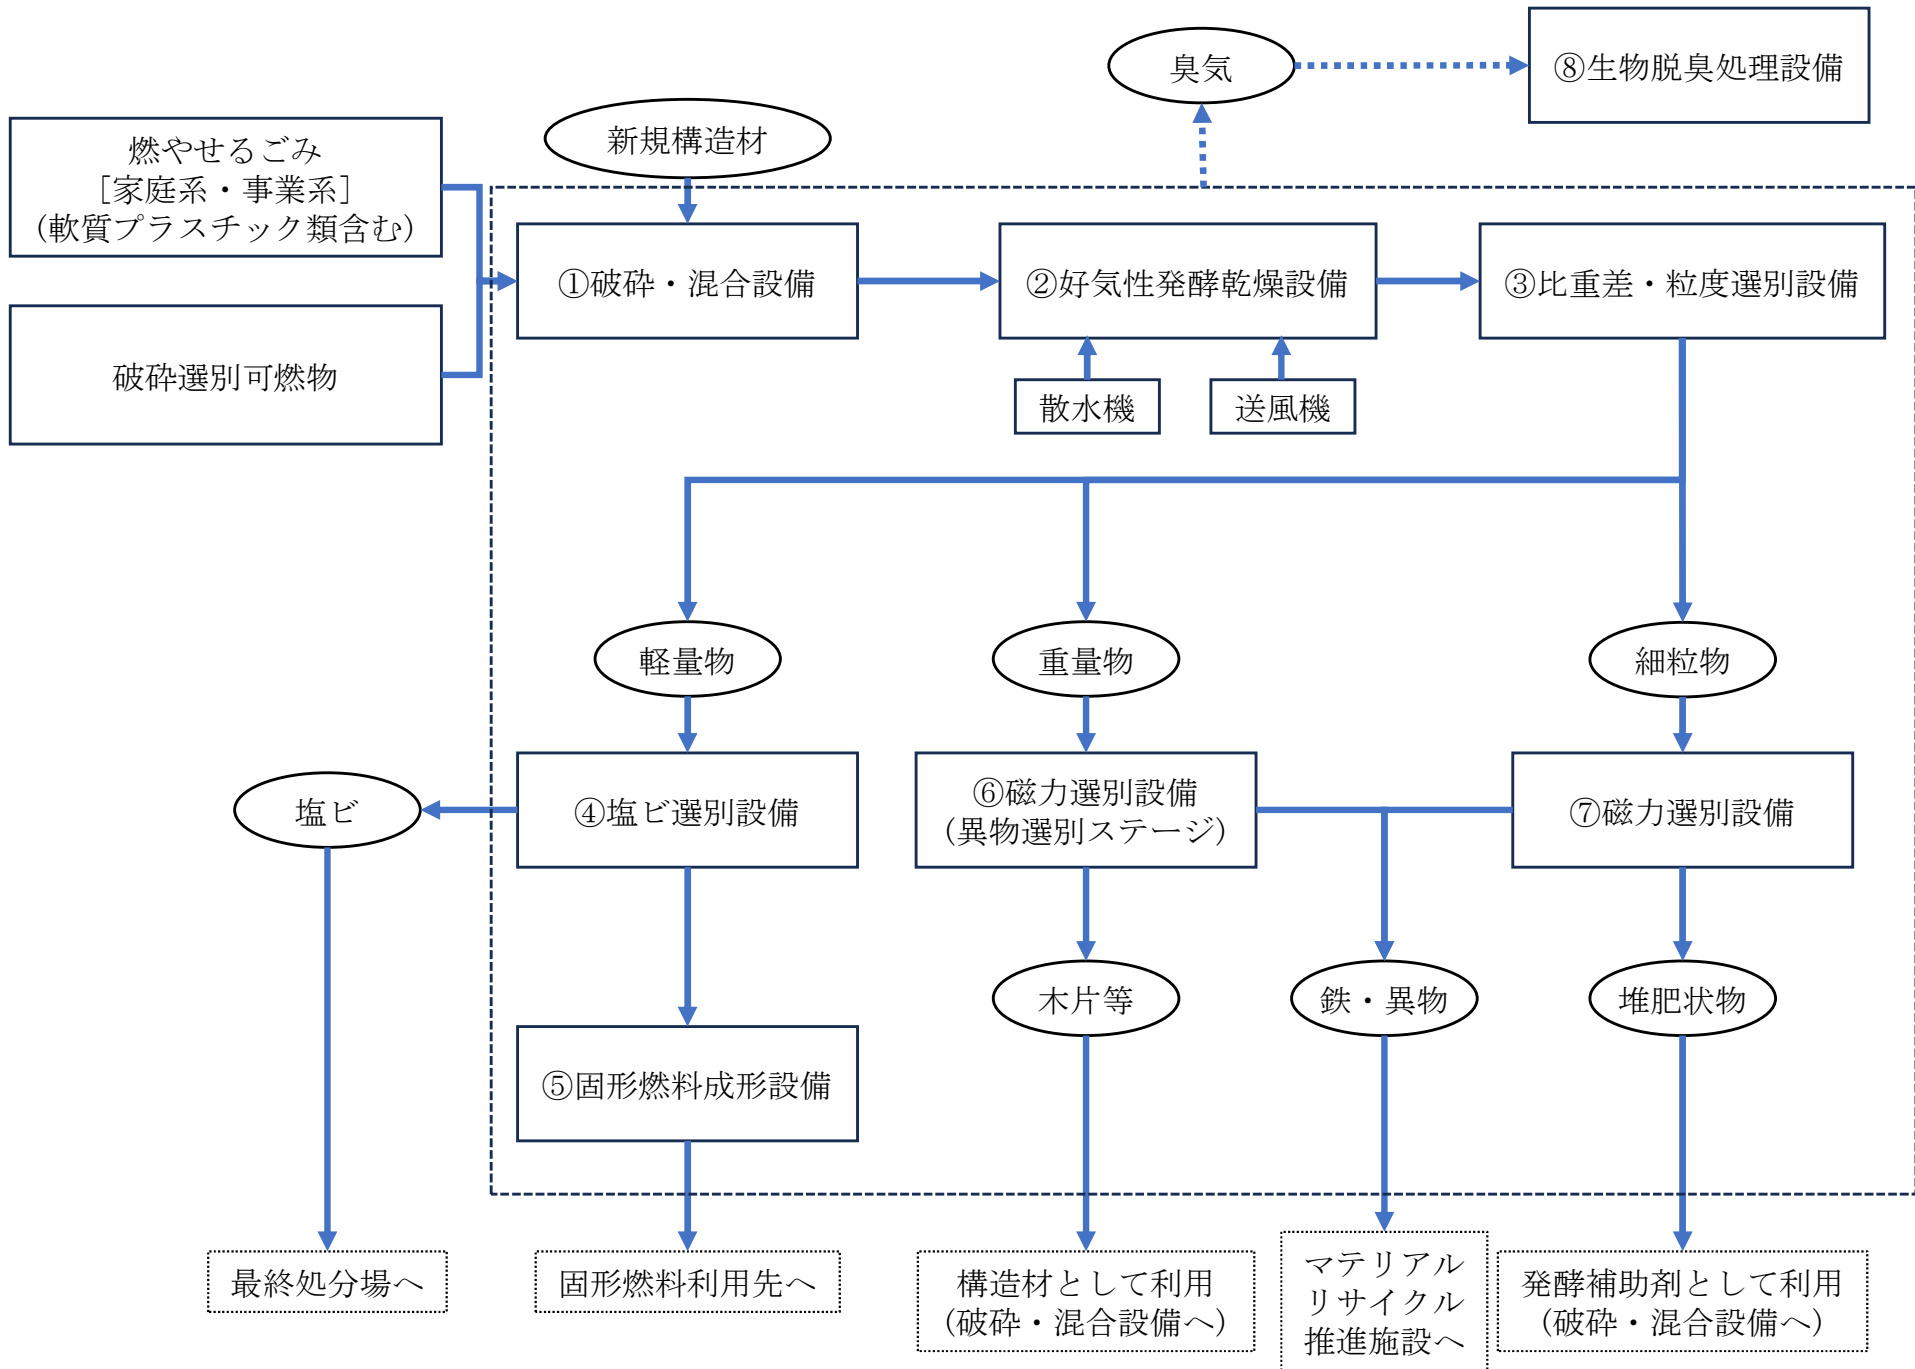 臭気
⑧生物脱臭処理設備
新規構造材
燃やせるごみ
［家庭系・事業系］
（軟質プラスチック類含む）
破砕選別可燃物
①破砕・混合設備
②好気性発酵乾燥設備
③比重差・粒度選別設備
散水機
送風機
軽量物
重量物
細粒物
塩ビ
④塩ビ選別設備
⑥磁力選別設備
（異物選別ステージ）
⑦磁力選別設備
木片等
鉄・異物
堆肥状物
⑤固形燃料成形設備
最終処分場へ
固形燃料利用先へ
構造材として利用
（破砕・混合設備へ）
マテリアル
リサイクル
推進施設へ
発酵補助剤として利用
（破砕・混合設備へ）